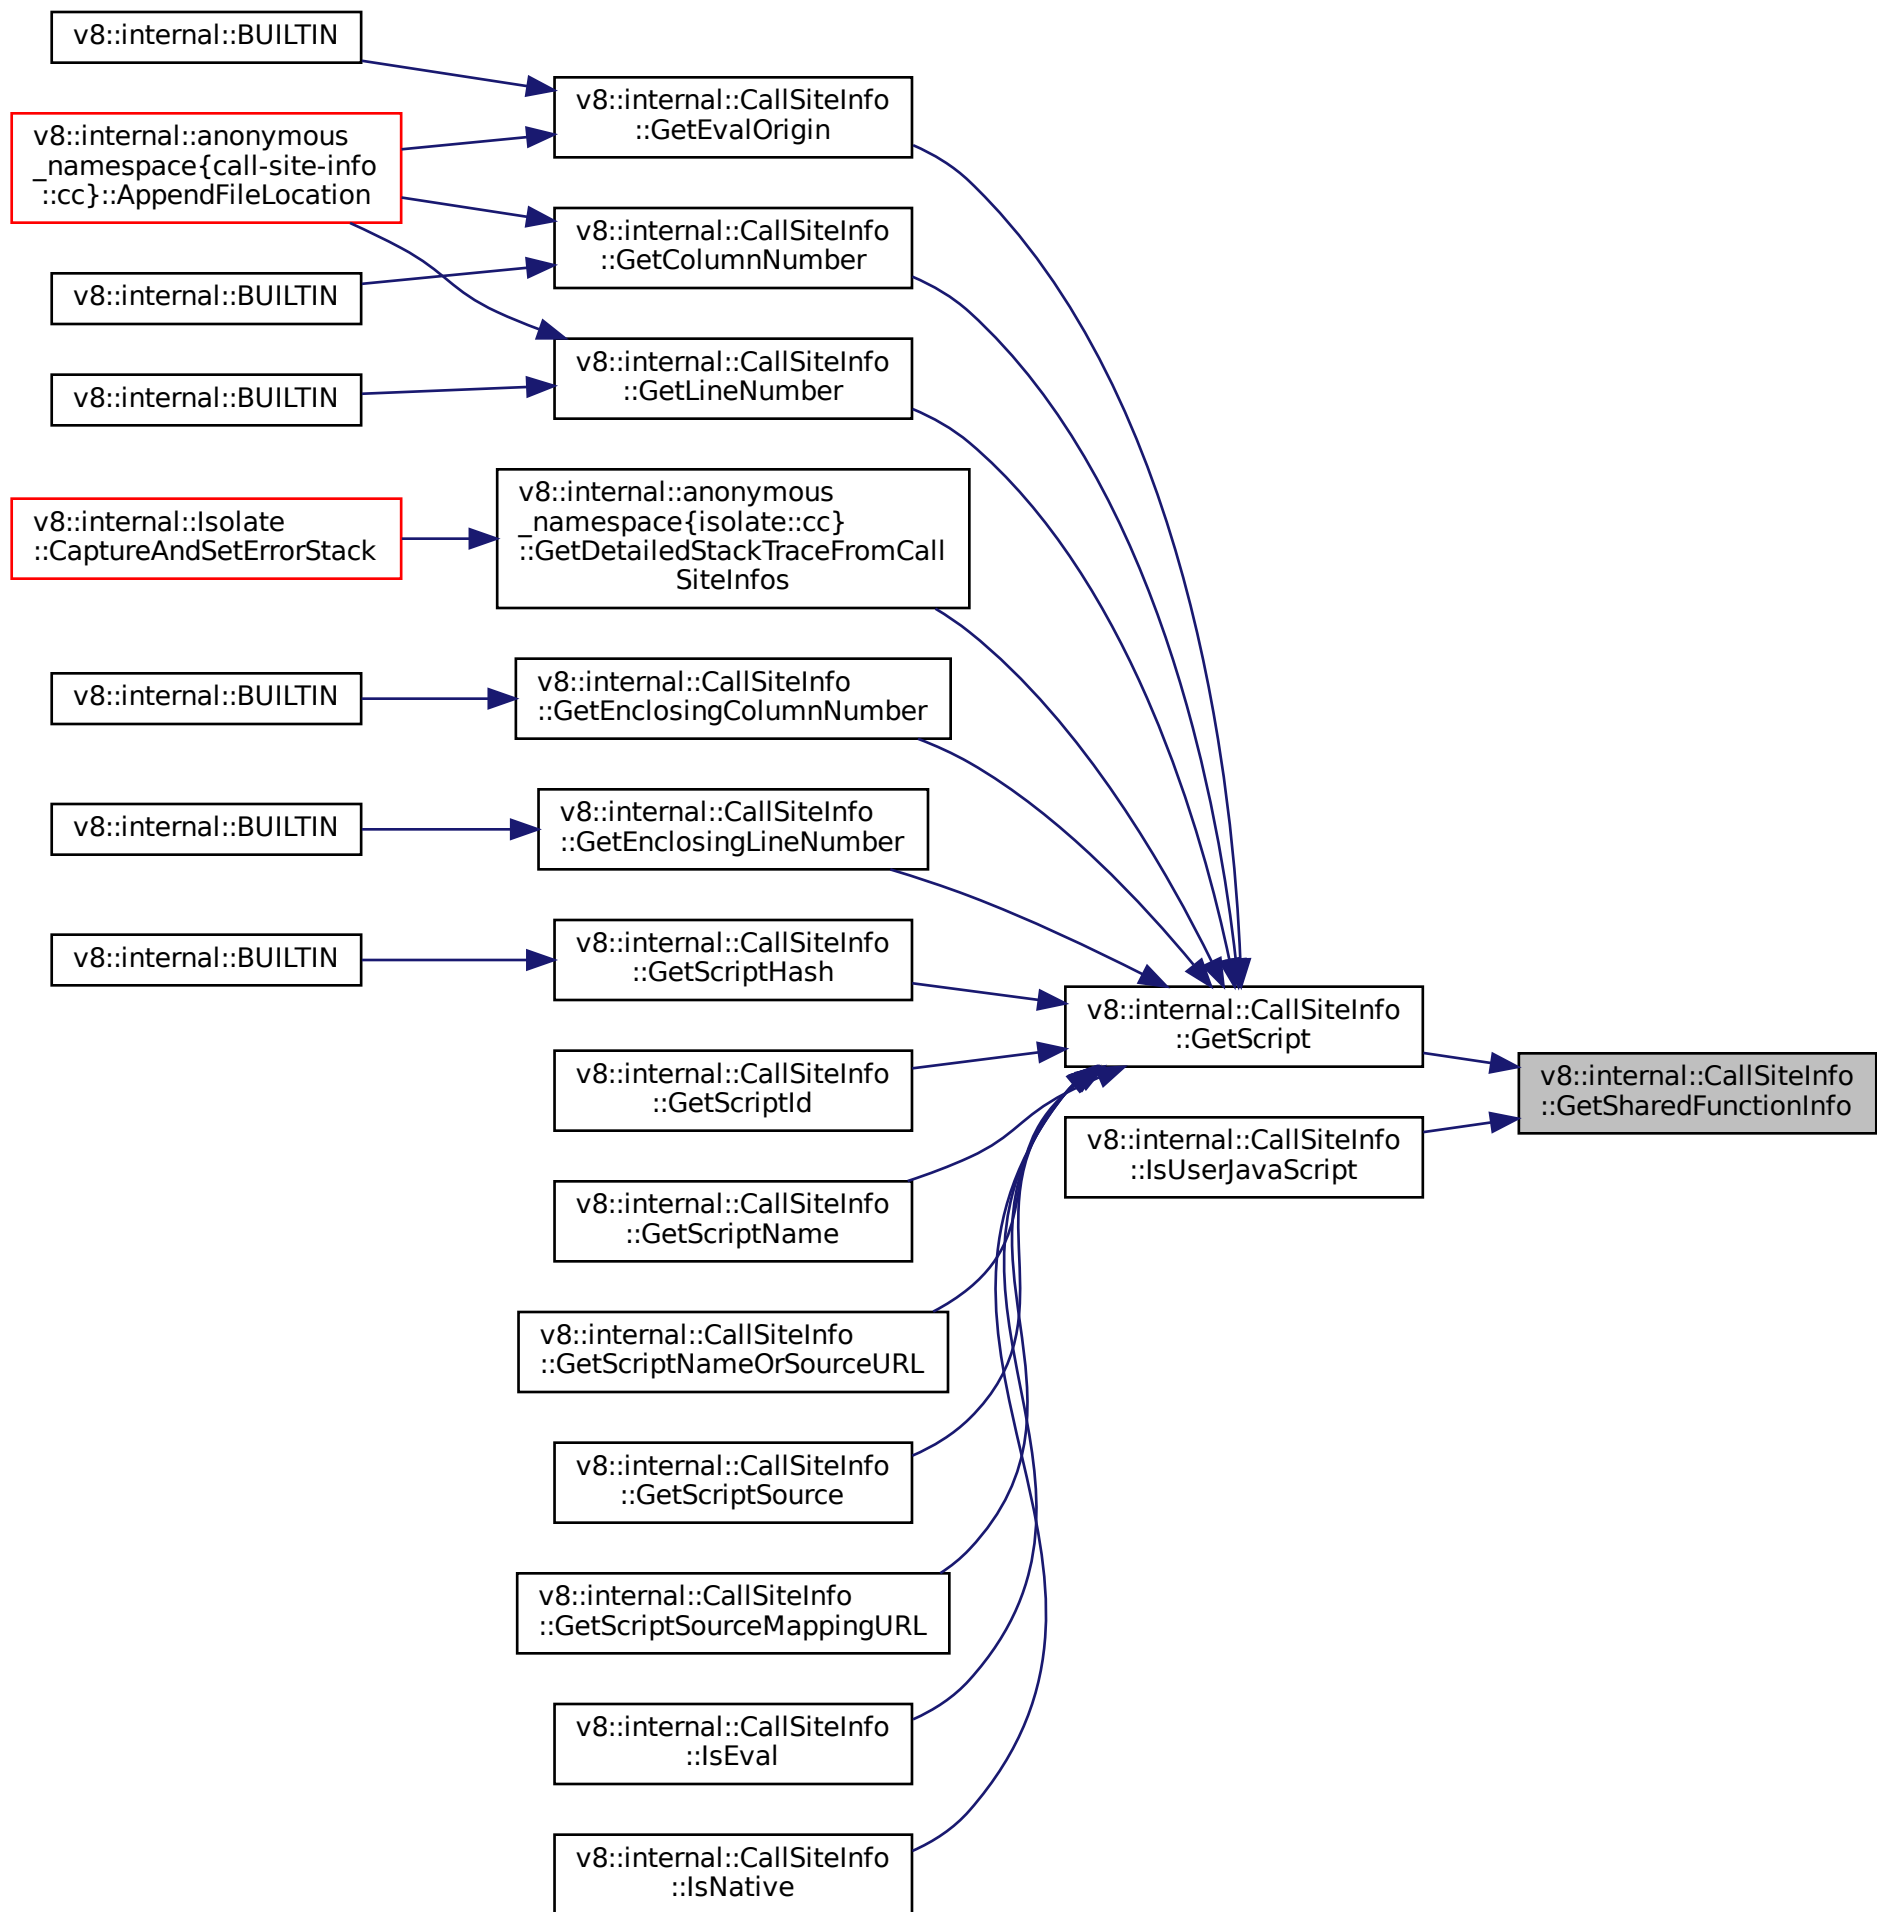 v8::internal::BUILTIN
v8::internal::anonymous
_namespace{call-site-info
::cc}::AppendFileLocation
v8::internal::BUILTIN
v8::internal::BUILTIN
v8::internal::Isolate
::CaptureAndSetErrorStack
v8::internal::BUILTIN
v8::internal::BUILTIN
v8::internal::BUILTIN
v8::internal::CallSiteInfo
::GetEvalOrigin
v8::internal::CallSiteInfo
::GetColumnNumber
v8::internal::CallSiteInfo
::GetLineNumber
v8::internal::anonymous
_namespace{isolate::cc}
::GetDetailedStackTraceFromCall
SiteInfos
v8::internal::CallSiteInfo
::GetEnclosingColumnNumber
v8::internal::CallSiteInfo
::GetEnclosingLineNumber
v8::internal::CallSiteInfo
::GetScriptHash
v8::internal::CallSiteInfo
::GetScriptId
v8::internal::CallSiteInfo
::GetScriptName
v8::internal::CallSiteInfo
::GetScriptNameOrSourceURL
v8::internal::CallSiteInfo
::GetScriptSource
v8::internal::CallSiteInfo
::GetScriptSourceMappingURL
v8::internal::CallSiteInfo
::IsEval
v8::internal::CallSiteInfo
::IsNative
v8::internal::CallSiteInfo
::GetScript
v8::internal::CallSiteInfo
::IsUserJavaScript
v8::internal::CallSiteInfo
::GetSharedFunctionInfo